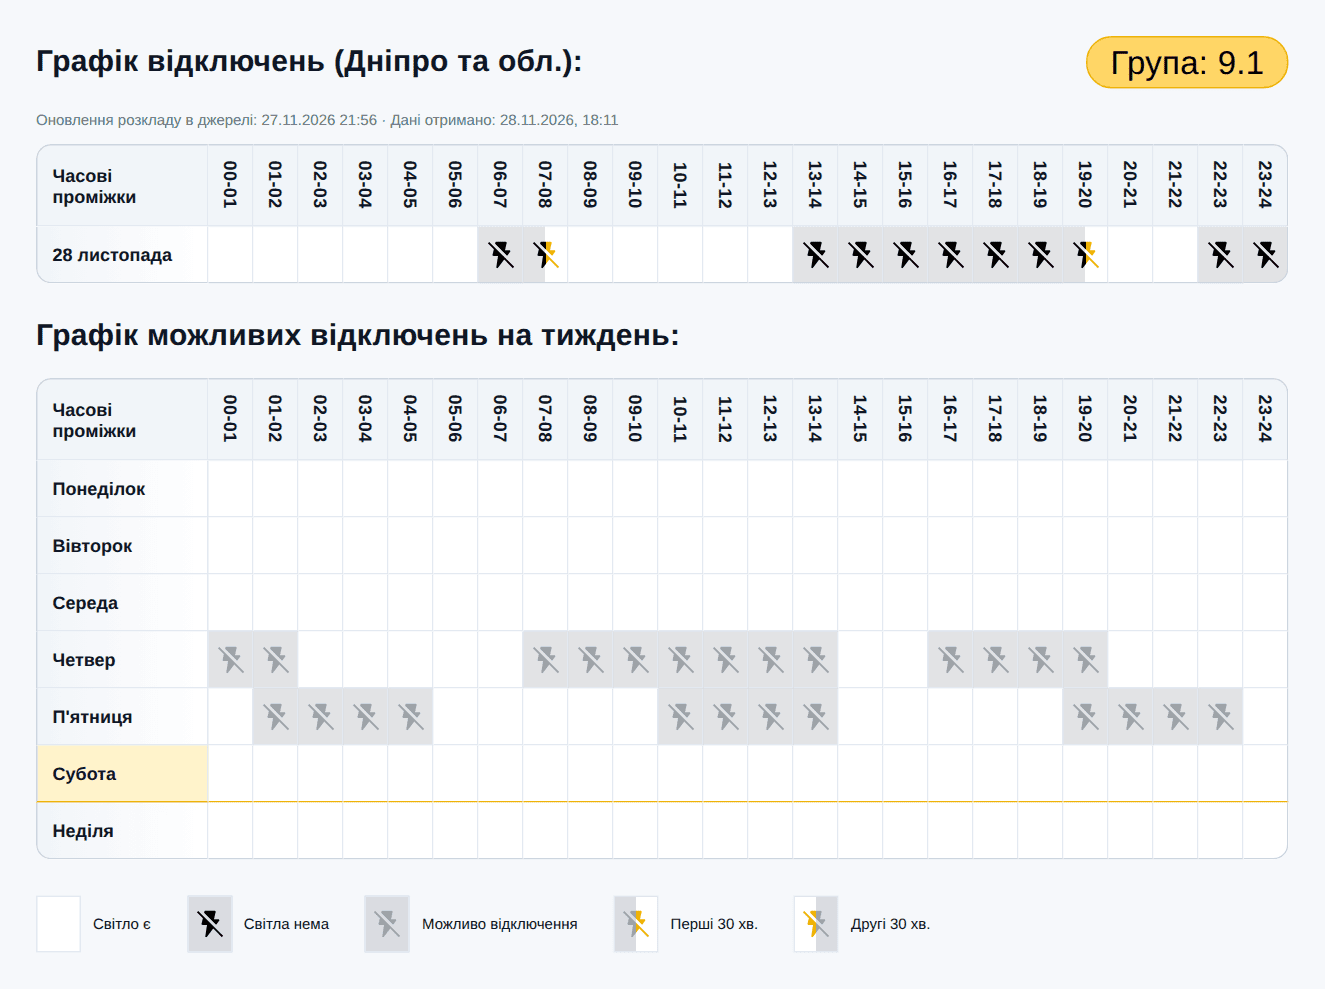 Графік відключень (Дніпро та обл.):
Група: 9.1
Оновлення розкладу в джерелі: 27.11.2026 21:56 · Дані отримано: 28.11.2026, 18:11
Часові проміжки 00-01 01-02 02-03 03-04 04-05 05-06 06-07 07-08 08-09 09-10 10-11 11-12 12-13 13-14 14-15 15-16 16-17 17-18 18-19 19-20 20-21 21-22 22-23 23-24
28 листопада
Графік можливих відключень на тиждень:
Часові проміжки 00-01 01-02 02-03 03-04 04-05 05-06 06-07 07-08 08-09 09-10 10-11 11-12 12-13 13-14 14-15 15-16 16-17 17-18 18-19 19-20 20-21 21-22 22-23 23-24
Понеділок
Вівторок
Середа
Четвер
П'ятниця
Субота
Неділя
Світло є Світла нема Можливо відключення Перші 30 хв. Другі 30 хв.